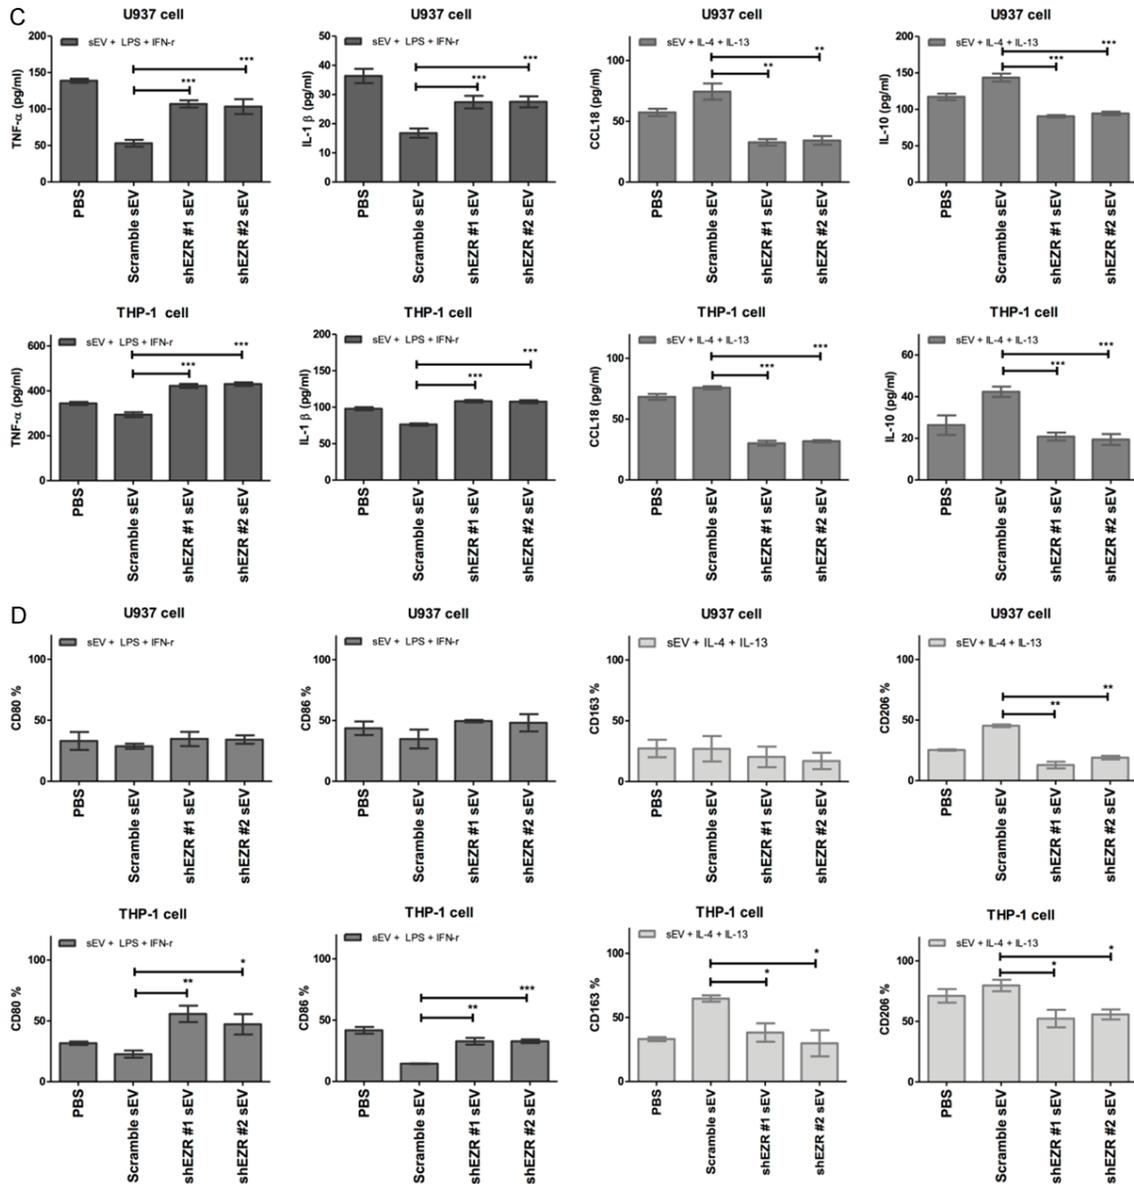 C
U937 cell
sEV + LPS + IFN-r
TNF-α (pg/ml)
200
150
100
50
0
***
***
PBS
Scramble sEV
shEZR #1 sEV
shEZR #2 sEV
U937 cell
sEV + LPS + IFN-r
IL-1 β (pg/ml)
50
40
30
20
10
0
***
***
PBS
Scramble sEV
shEZR #1 sEV
shEZR #2 sEV
U937 cell
sEV + IL-4 + IL-13
CCL18 (pg/ml)
100
50
0
**
**
PBS
Scramble sEV
shEZR #1 sEV
shEZR #2 sEV
U937 cell
sEV + IL-4 + IL-13
IL-10 (pg/ml)
200
150
100
50
0
***
***
PBS
Scramble sEV
shEZR #1 sEV
shEZR #2 sEV
THP-1 cell
sEV + LPS + IFN-r
TNF-α (pg/ml)
600
400
200
0
***
***
PBS
Scramble sEV
shEZR #1 sEV
shEZR #2 sEV
THP-1 cell
sEV + LPS + IFN-r
IL-1 β (pg/ml)
200
150
100
50
0
***
***
PBS
Scramble sEV
shEZR #1 sEV
shEZR #2 sEV
THP-1 cell
sEV + IL-4 + IL-13
CCL18 (pg/ml)
100
50
0
***
***
PBS
Scramble sEV
shEZR #1 sEV
shEZR #2 sEV
THP-1 cell
sEV + IL-4 + IL-13
IL-10 (pg/ml)
60
40
20
0
***
***
PBS
Scramble sEV
shEZR #1 sEV
shEZR #2 sEV
D
U937 cell
sEV + LPS + IFN-r
CD80 %
100
50
0
PBS
Scramble sEV
shEZR #1 sEV
shEZR #2 sEV
U937 cell
sEV + LPS + IFN-r
CD86 %
100
50
0
PBS
Scramble sEV
shEZR #1 sEV
shEZR #2 sEV
U937 cell
sEV + IL-4 + IL-13
CD163 %
100
50
0
PBS
Scramble sEV
shEZR #1 sEV
shEZR #2 sEV
U937 cell
sEV + IL-4 + IL-13
CD206 %
100
50
0
**
**
PBS
Scramble sEV
shEZR #1 sEV
shEZR #2 sEV
THP-1 cell
sEV + LPS + IFN-r
CD80 %
100
50
0
*
**
PBS
Scramble sEV
shEZR #1 sEV
shEZR #2 sEV
THP-1 cell
sEV + LPS + IFN-r
CD86 %
100
50
0
***
**
PBS
Scramble sEV
shEZR #1 sEV
shEZR #2 sEV
THP-1 cell
sEV + IL-4 + IL-13
CD163 %
100
50
0
*
*
PBS
Scramble sEV
shEZR #1 sEV
shEZR #2 sEV
THP-1 cell
sEV + IL-4 + IL-13
CD206 %
100
50
0
*
*
PBS
Scramble sEV
shEZR #1 sEV
shEZR #2 sEV